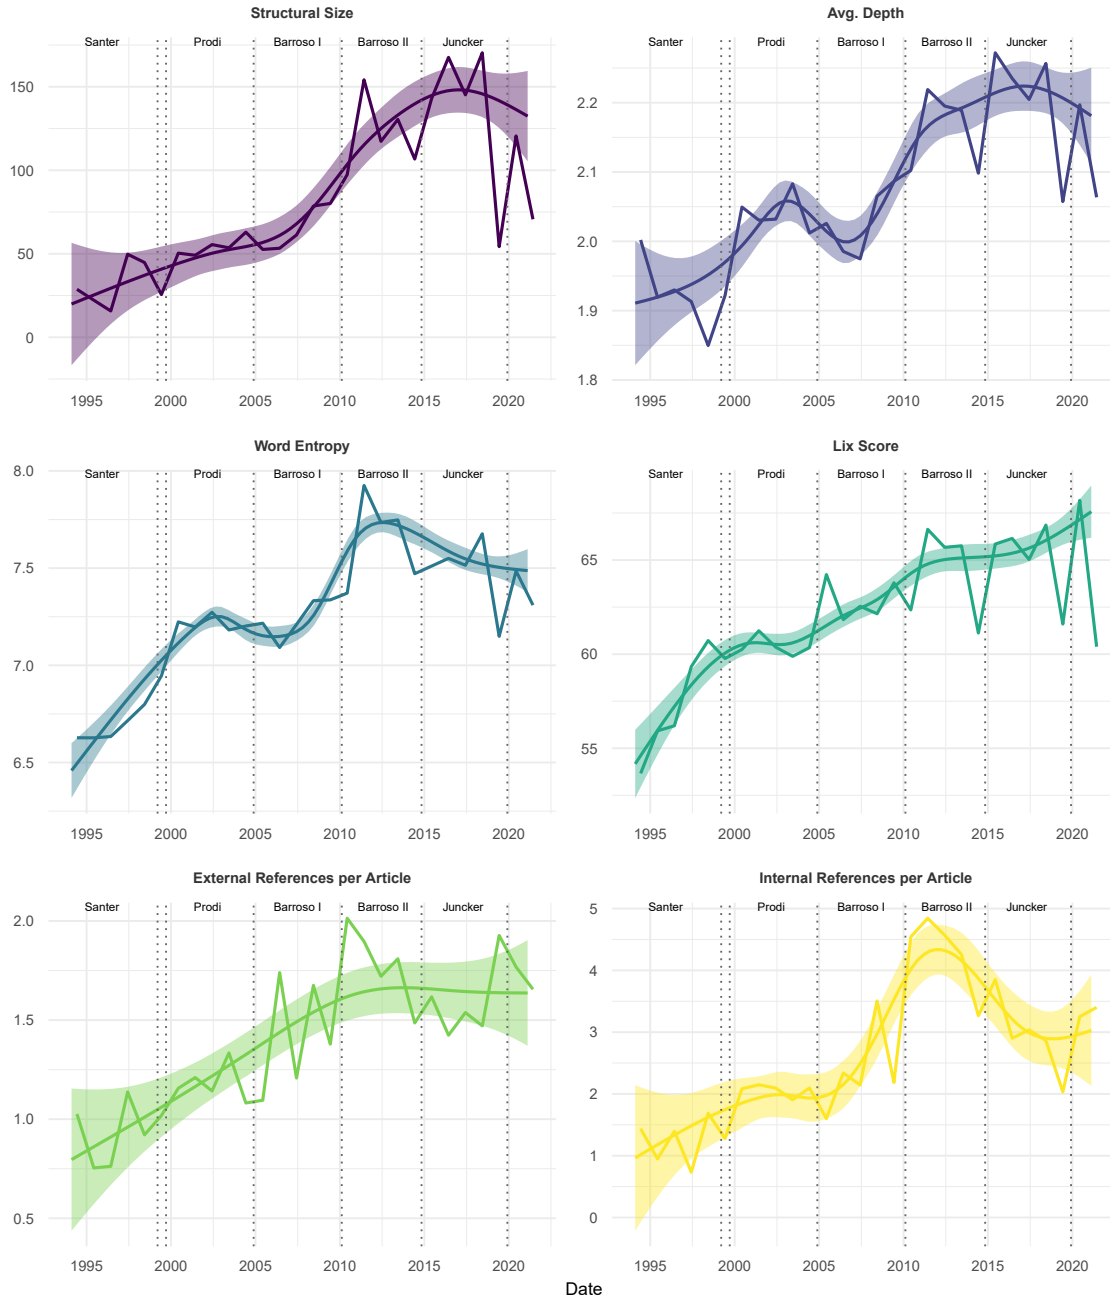 Structural Size
Santer Prodi Barroso I Barroso II Juncker
150
100
50
0
1995 2000 2005 2010 2015 2020
Avg. Depth
Santer Prodi Barroso I Barroso II Juncker
2.2
2.1
2.0
1.9
1.8
1995 2000 2005 2010 2015 2020
Word Entropy
Santer Prodi Barroso I Barroso II Juncker
8.0
7.5
7.0
6.5
1995 2000 2005 2010 2015 2020
Lix Score
Santer Prodi Barroso I Barroso II Juncker
65
60
55
1995 2000 2005 2010 2015 2020
External References per Article
Santer Prodi Barroso I Barroso II Juncker
2.0
1.5
1.0
0.5
1995 2000 2005 2010 2015 2020
Internal References per Article
Santer Prodi Barroso I Barroso II Juncker
5
4
3
2
1
0
1995 2000 2005 2010 2015 2020
Date